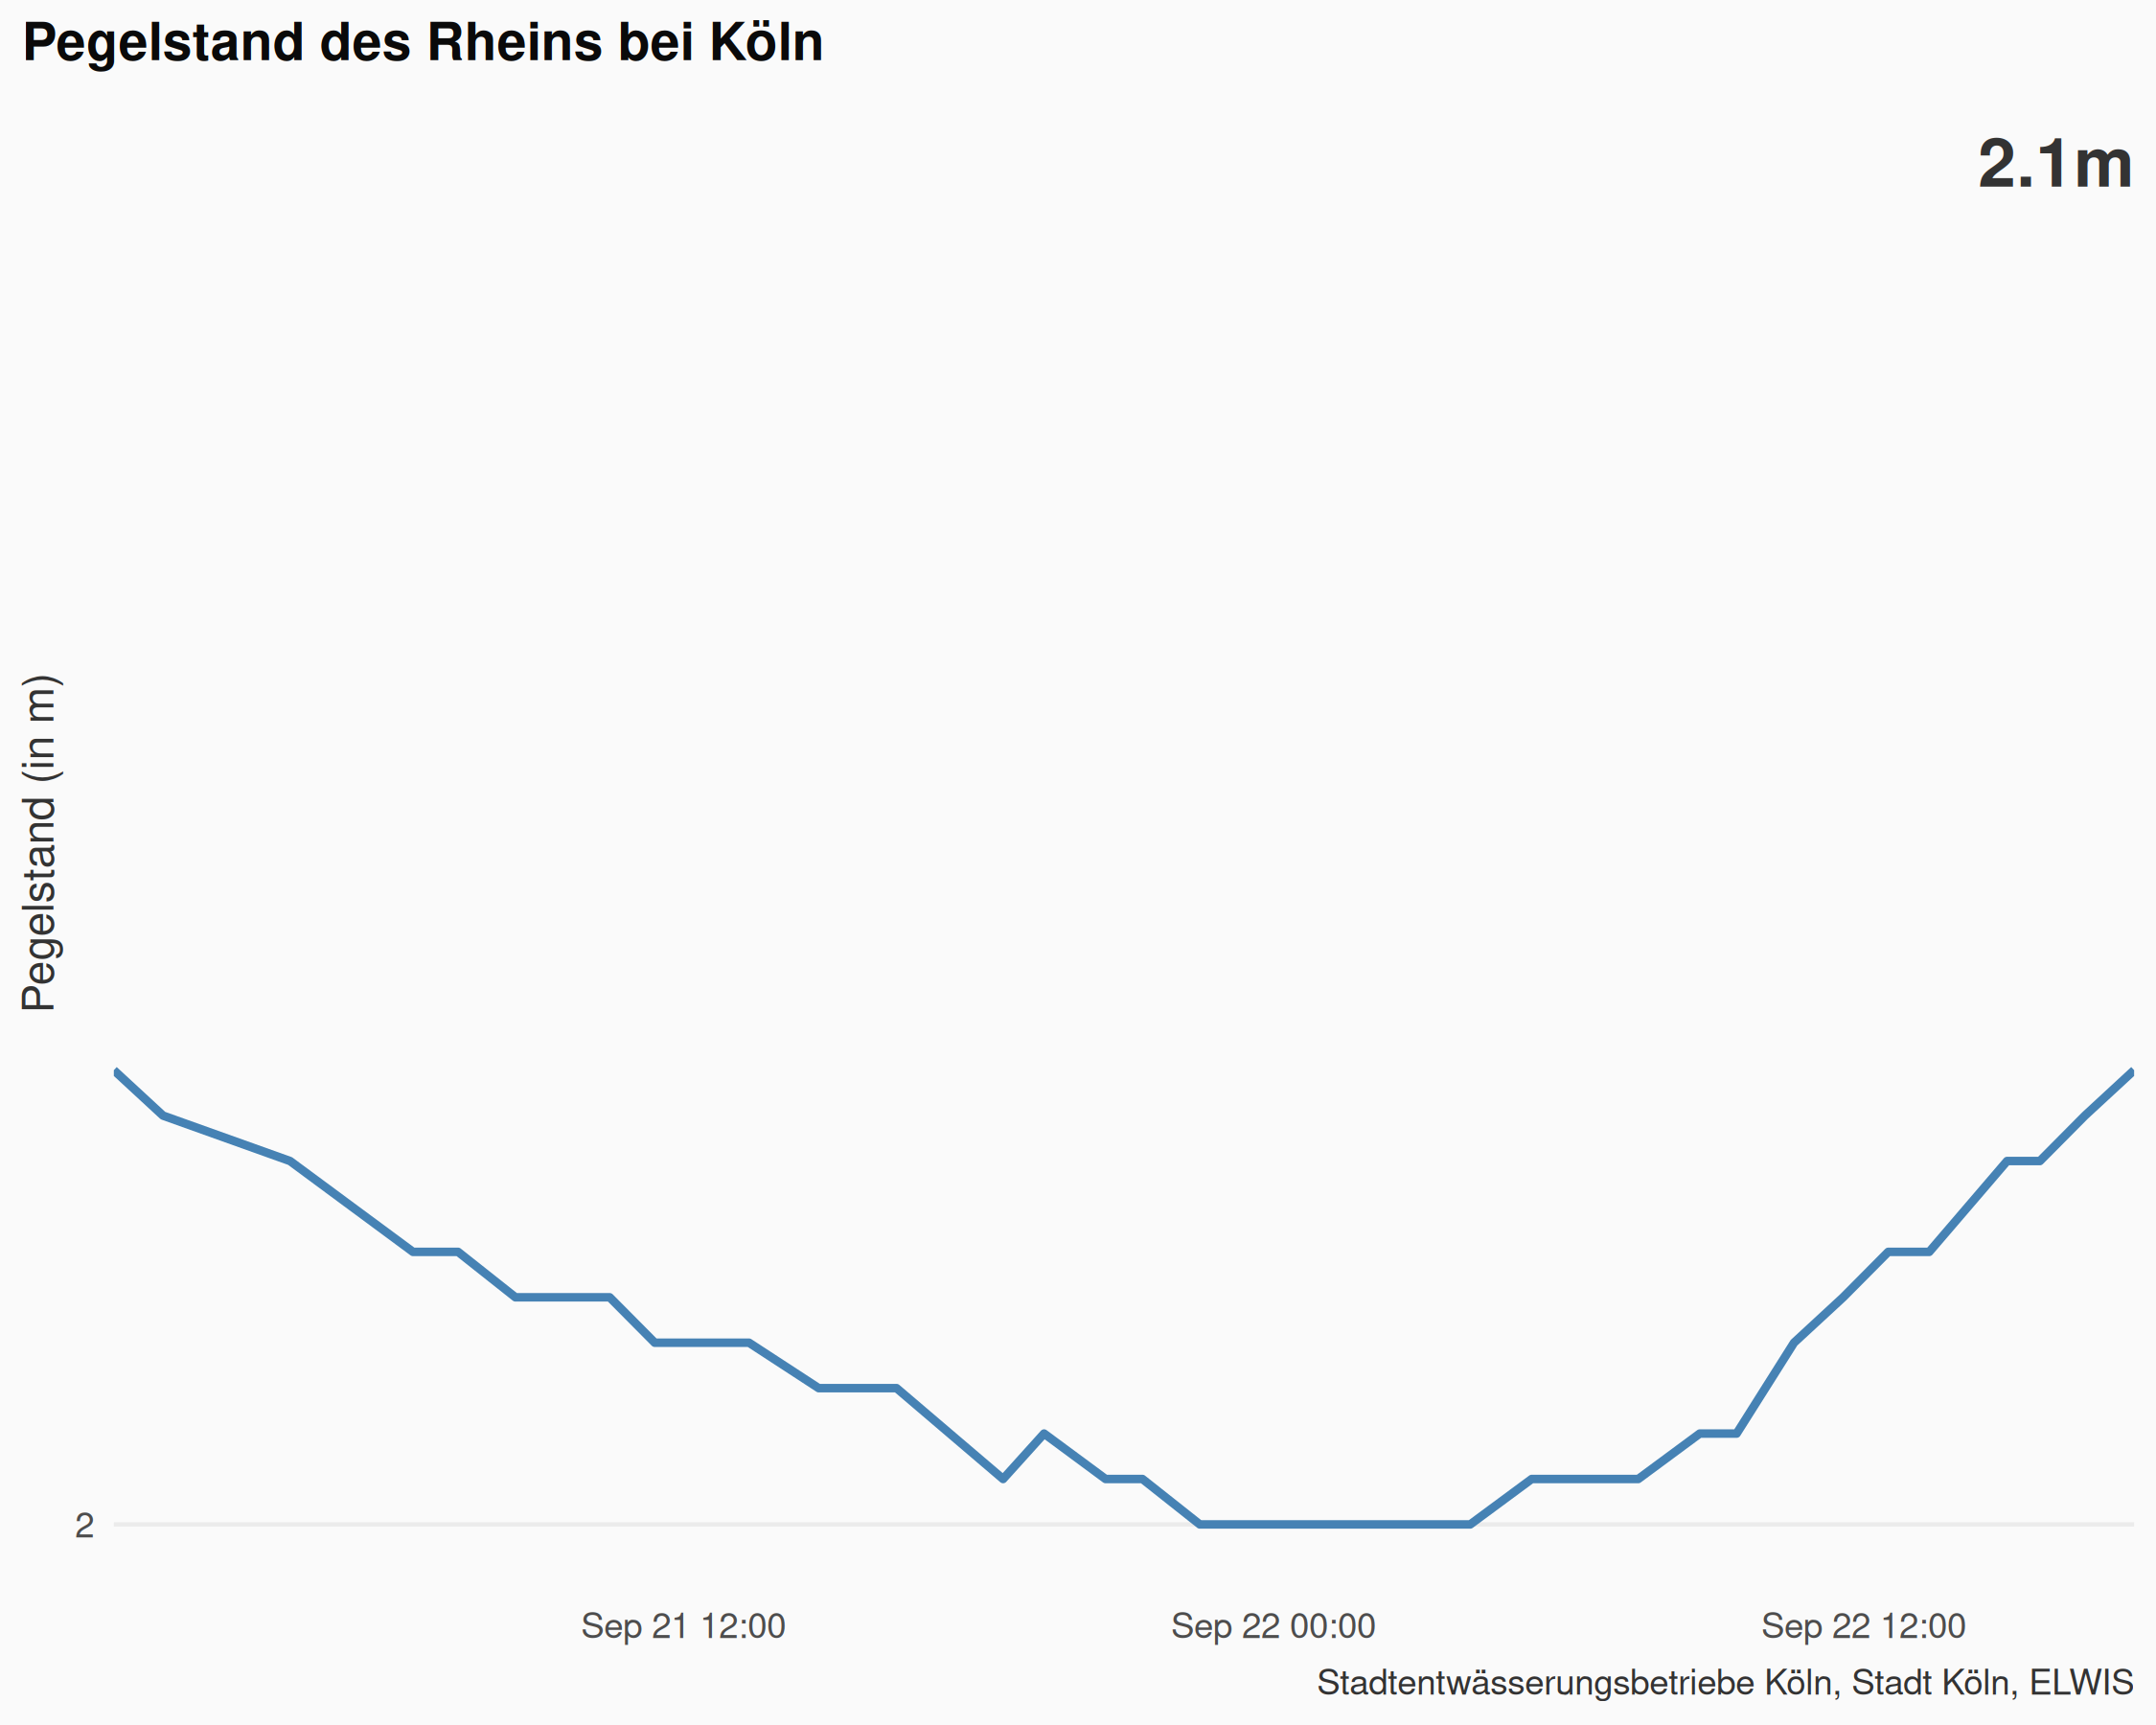 Pegelstand des Rheins bei Köln
2.1m
Pegelstand (in m)
2
Sep 21 12:00
Sep 22 00:00
Sep 22 12:00
Stadtentwässerungsbetriebe Köln, Stadt Köln, ELWIS